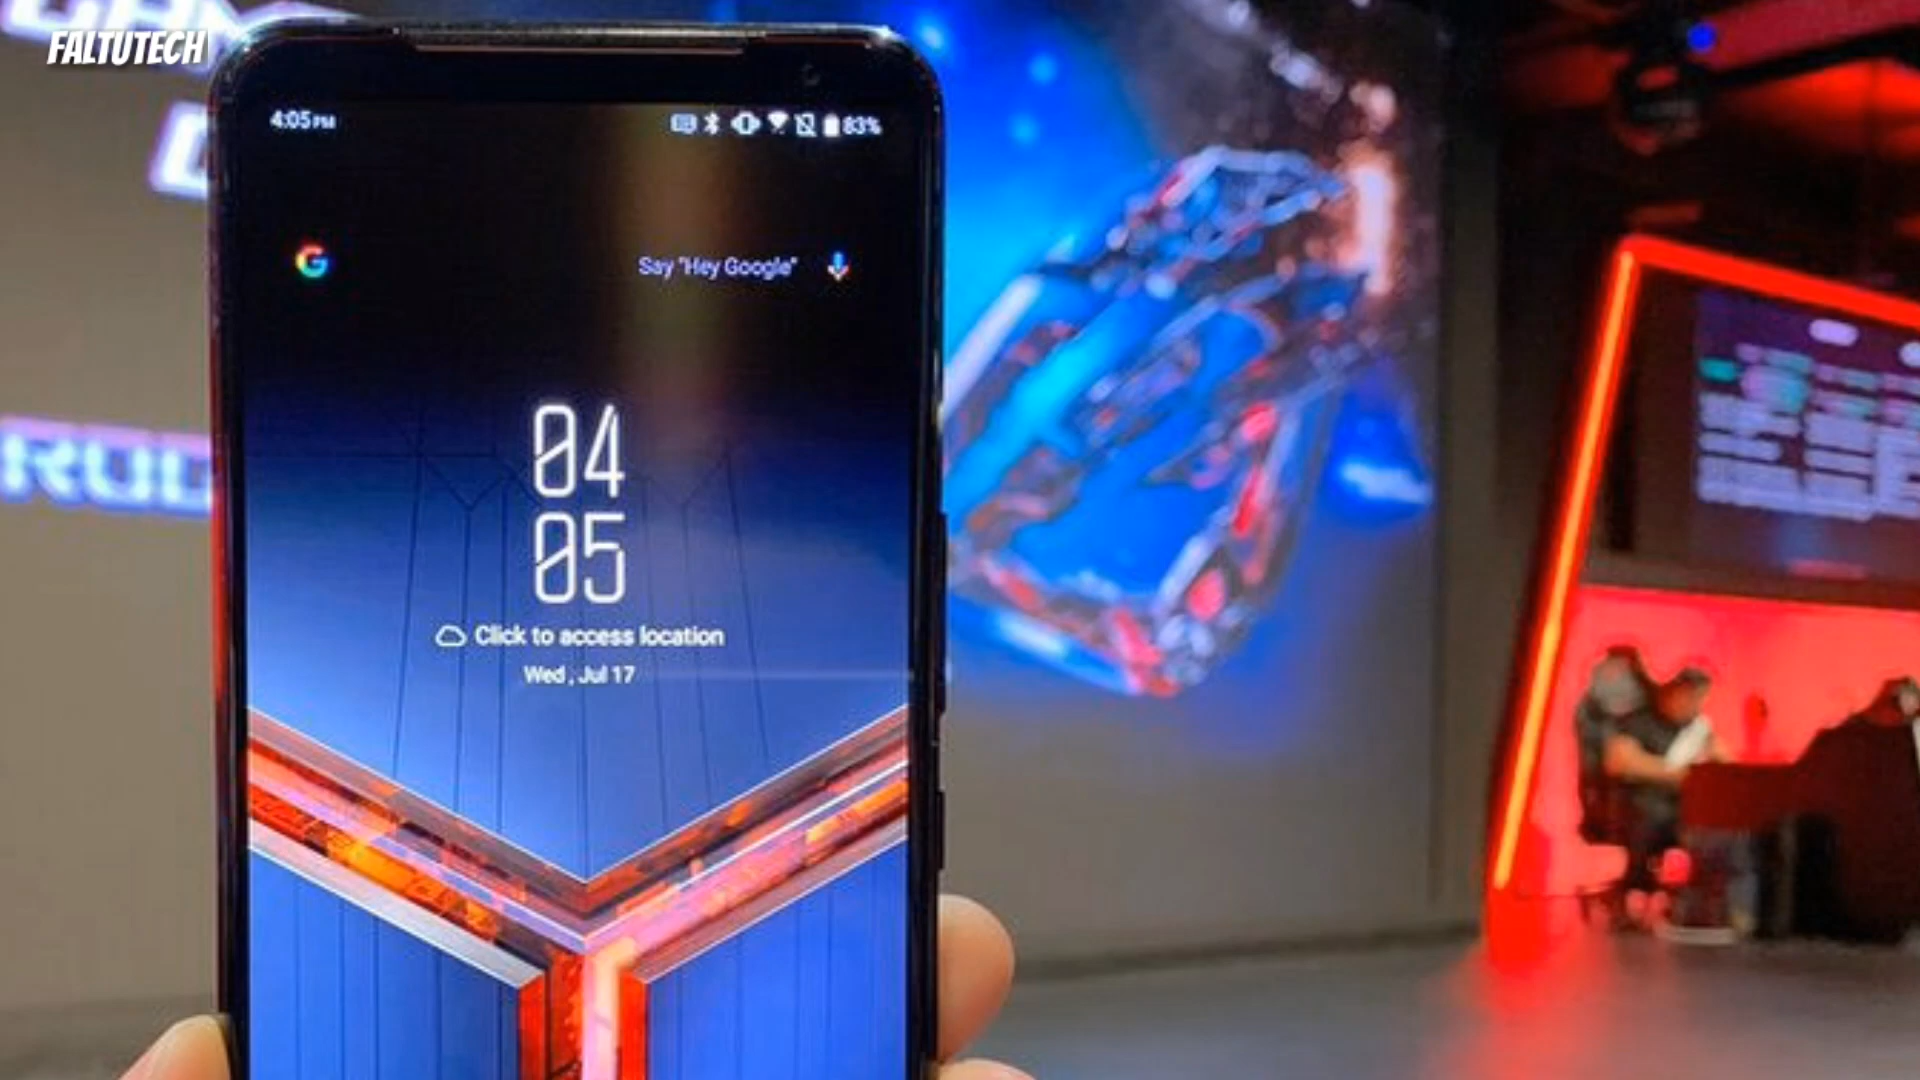 FALTUTECH
4:05 PM
83%
Say "Hey Google"
04
05
Click to access location
Wed , Jul 17